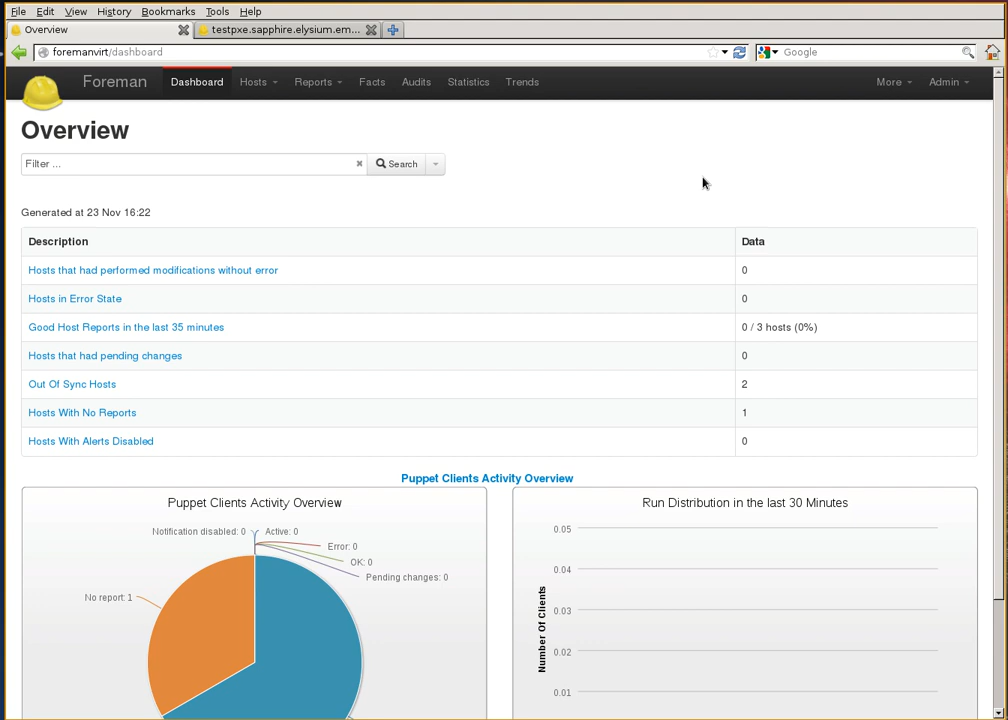 File Edit View History Bookmarks Tools Help
Overview testpxe.sapphire.elysium.em...
foremanvirt/dashboard Google
Foreman Dashboard Hosts Reports Facts Audits Statistics Trends More Admin
Overview
Filter ... Search
Generated at 23 Nov 16:22
Description Data
Hosts that had performed modifications without error 0
Hosts in Error State 0
Good Host Reports in the last 35 minutes 0 / 3 hosts (0%)
Hosts that had pending changes 0
Out Of Sync Hosts 2
Hosts With No Reports 1
Hosts With Alerts Disabled 0
Puppet Clients Activity Overview
Puppet Clients Activity Overview
Notification disabled: 0 Active: 0
Error: 0
OK: 0
Pending changes: 0
No report: 1
Run Distribution in the last 30 Minutes
Number Of Clients
0.05
0.04
0.03
0.02
0.01